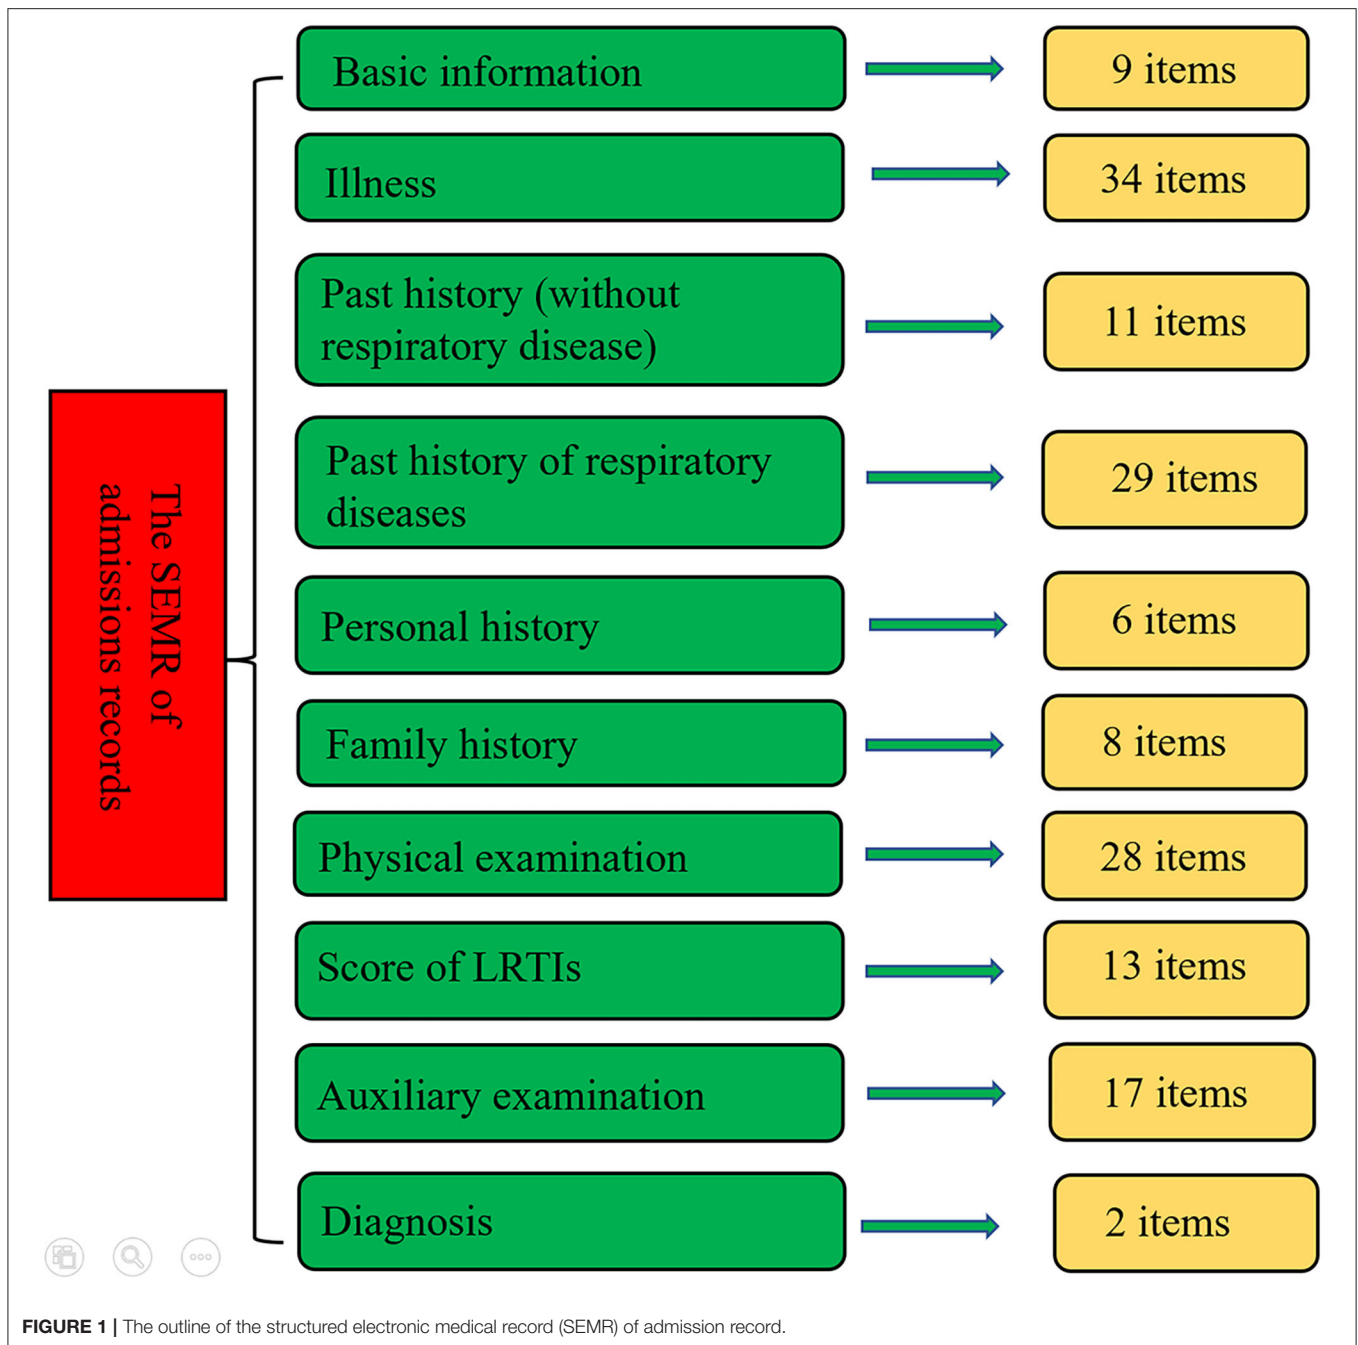 The SEMR of
admissions records
Basic information
9 items
Illness
34 items
Past history (without
respiratory disease)
11 items
Past history of respiratory
diseases
29 items
Personal history
6 items
Family history
8 items
Physical examination
28 items
Score of LRTIs
13 items
Auxiliary examination
17 items
Diagnosis
2 items
FIGURE 1 | The outline of the structured electronic medical record (SEMR) of admission record.